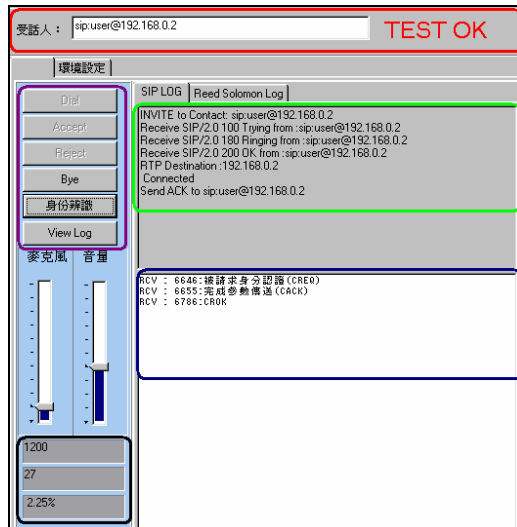 受話人： sip:user@192.168.0.2 TEST OK
環境設定
SIP LOG Reed Solomon Log
Dial
Accept
Reject
Bye
身份辨識
View Log
麥克風 音量
INVITE to Contact: sip:user@192.168.0.2
Receive SIP/2.0 100 Trying from :sip:user@192.168.0.2
Receive SIP/2.0 180 Ringing from :sip:user@192.168.0.2
Receive SIP/2.0 200 OK from :sip:user@192.168.0.2
RTP Destination :192.168.0.2
Connected
Send ACK to sip:user@192.168.0.2
RCV : 6646:被請求身分認證(CREQ)
RCV : 6655:完成參數傳送(CACK)
RCV : 6786:CROK
1200
27
2.25%